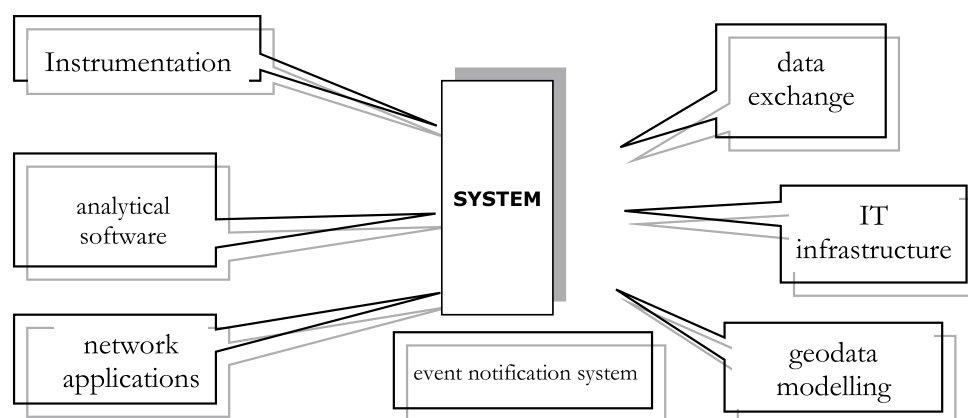 Instrumentation
data
exchange
SYSTEM
analytical
software
IT
infrastructure
network
applications
event notification system
geodata
modelling